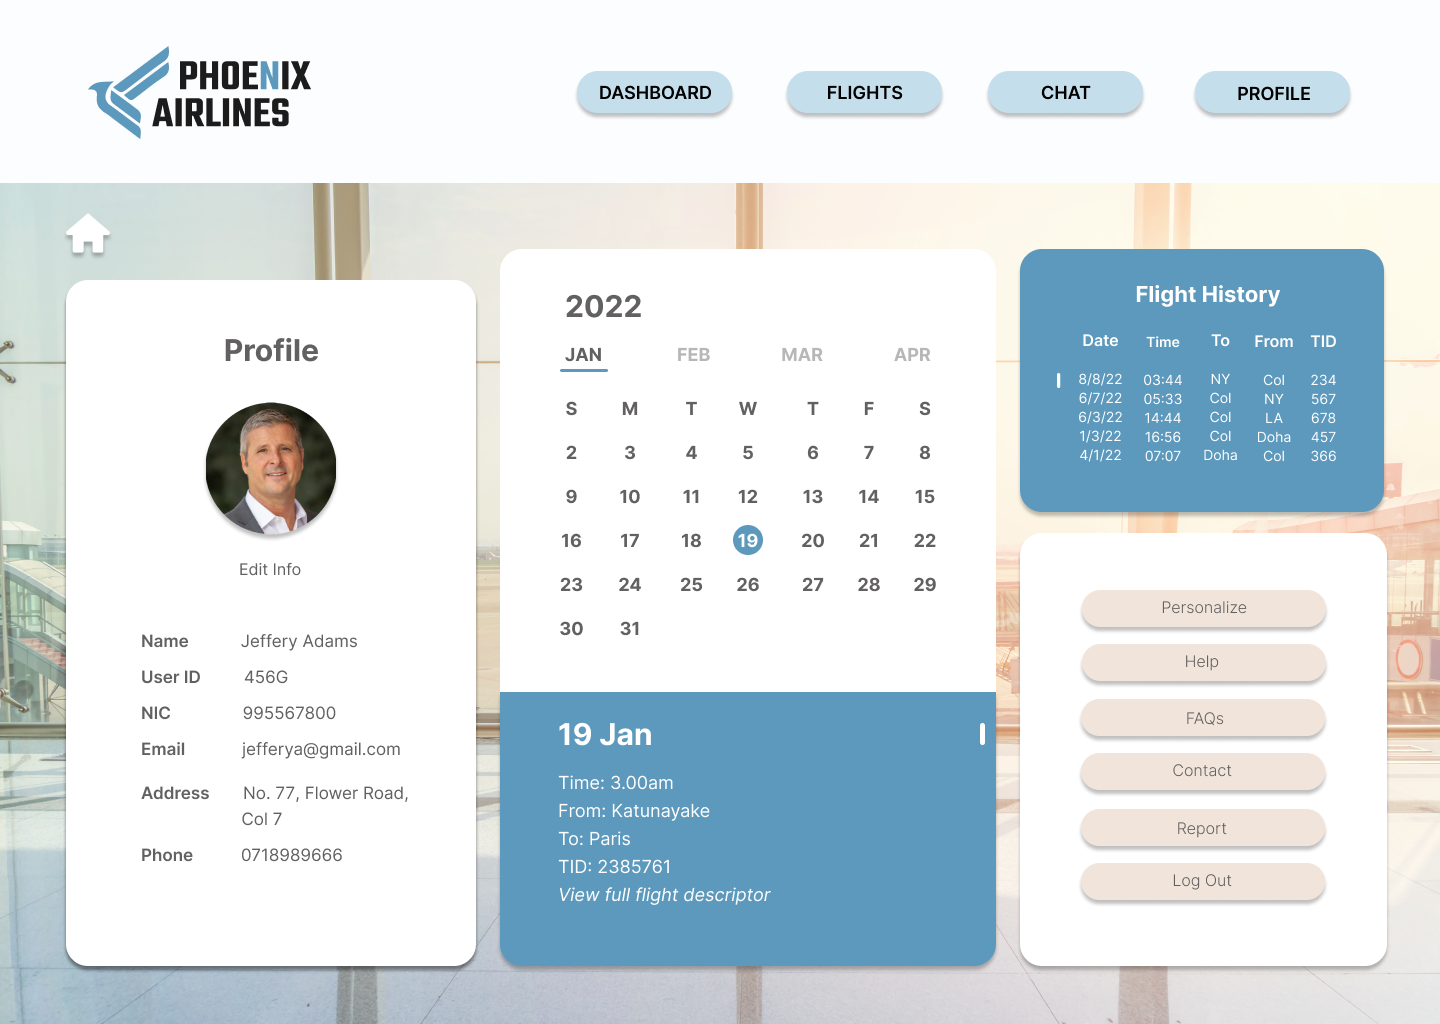 PHOENIX
AIRLINES
DASHBOARD FLIGHTS CHAT PROFILE
Profile
Edit Info
Name Jeffery Adams
User ID 456G
NIC 995567800
Email jefferya@gmail.com
Address No. 77, Flower Road,
Col 7
Phone 0718989666
2022
JAN FEB MAR APR
S M T W T F S
2 3 4 5 6 7 8
9 10 11 12 13 14 15
16 17 18 19 20 21 22
23 24 25 26 27 28 29
30 31
19 Jan
Time: 3.00am
From: Katunayake
To: Paris
TID: 2385761
View full flight descriptor
Flight History
Date Time To From TID
8/8/22 03:44 NY Col 234
6/7/22 05:33 Col NY 567
6/3/22 14:44 Col LA 678
1/3/22 16:56 Col Doha 457
4/1/22 07:07 Doha Col 366
Personalize
Help
FAQs
Contact
Report
Log Out